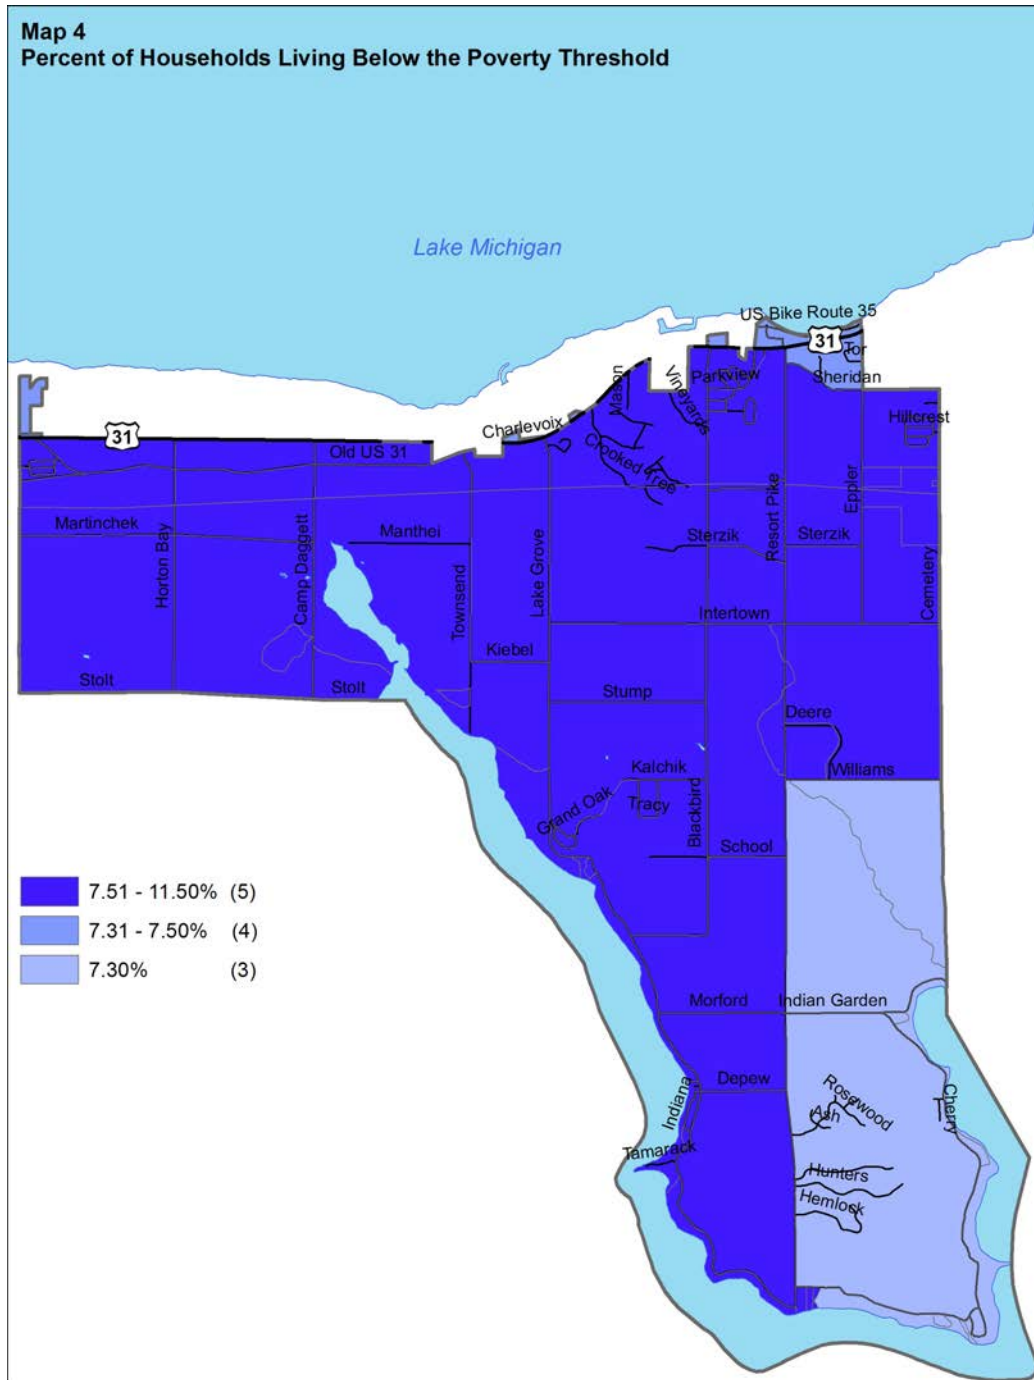 Map 4
Percent of Households Living Below the Poverty Threshold
Lake Michigan
US Bike Route 35
31
Tor
Sheridan
Parkview
Vineyards
Mason
Charlevoix
Hillcrest
31
Old US 31
Crooked Tree
Resort Pike
Eppler
Martinchek
Horton Bay
Camp Daggett
Manthei
Townsend
Lake Grove
Sterzik
Sterzik
Cemetery
Intertown
Kiebel
Stolt
Stolt
Stump
Deere
Williams
Kalchik
Tracy
Grand Oak
Blackbird
School
7.51 - 11.50% (5)
7.31 - 7.50% (4)
7.30% (3)
Morford
Indian Garden
Depew
Indiana
Rosewood
Ash
Cherry
Tamarack
Hunters
Hemlock